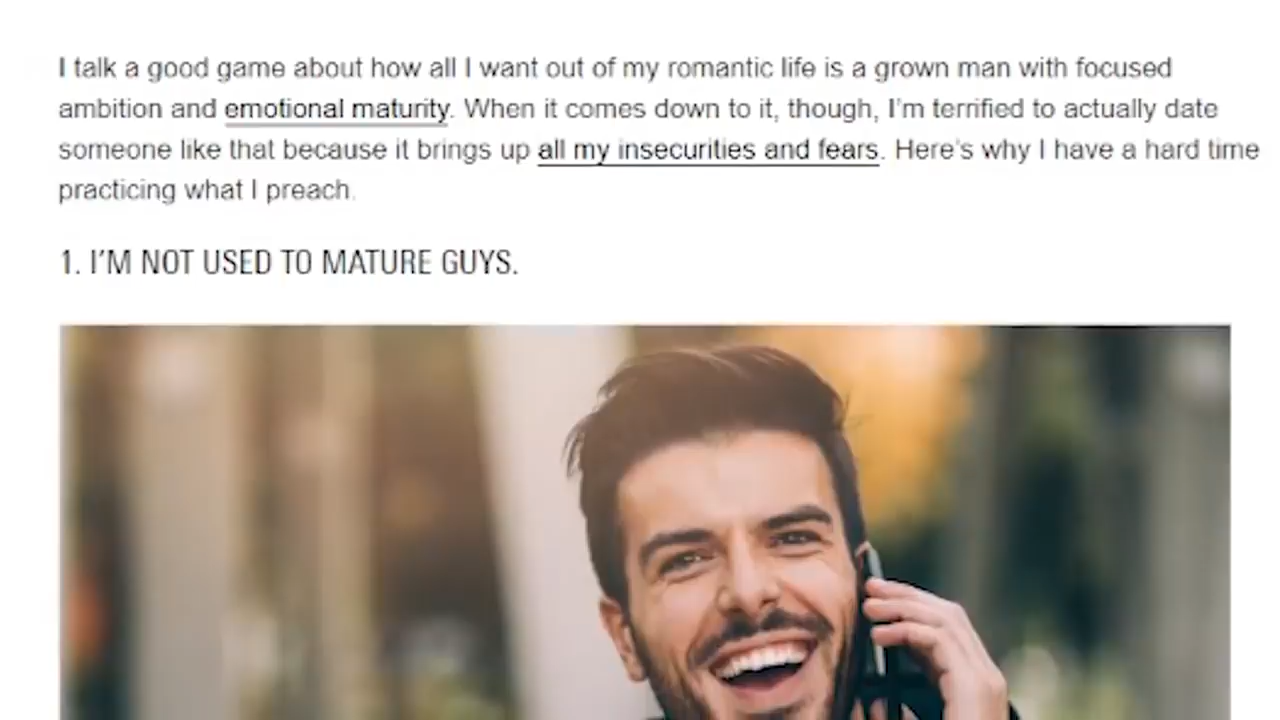 I talk a good game about how all I want out of my romantic life is a grown man with focused
ambition and emotional maturity. When it comes down to it, though, I'm terrified to actually date
someone like that because it brings up all my insecurities and fears. Here's why I have a hard time
practicing what I preach.
1. I'M NOT USED TO MATURE GUYS.